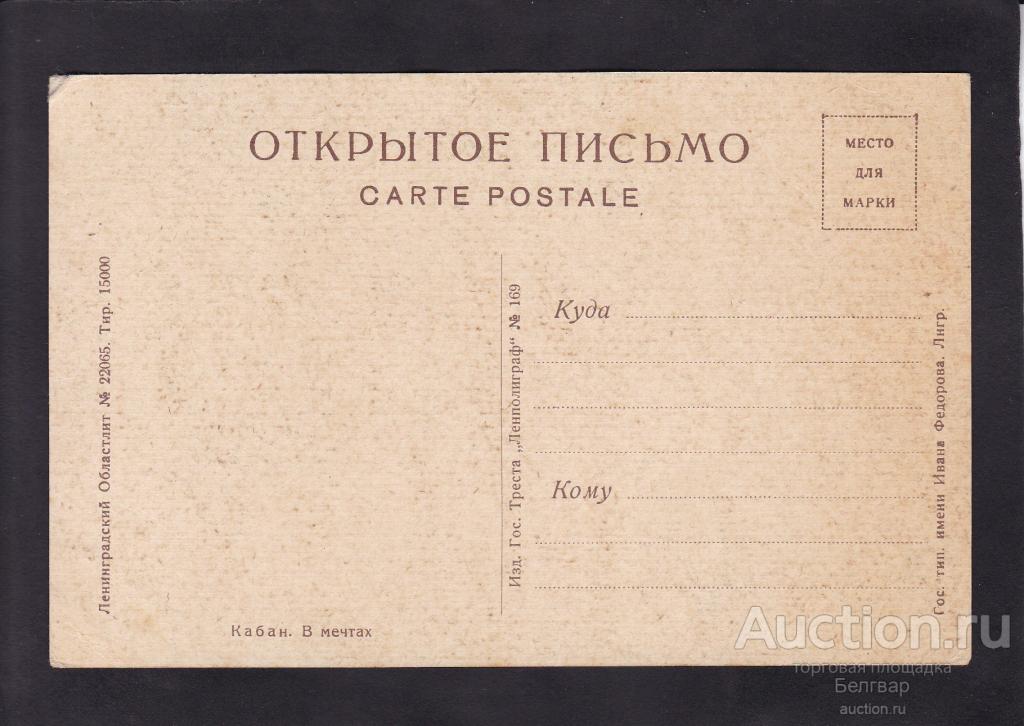 ОТКРЫТОЕ ПИСЬМО
CARTE POSTALE
МЕСТО
ДЛЯ
МАРКИ
Ленинградский Областлит № 22065. Тир. 15000
Изд. Гос. Треста „Ленполиграф“ № 169
Куда
Кому
Гос. тип. имени Ивана Федорова. Лнгр.
Кабан. В мечтах
Auction.ru
торговая площадка
Белгвар
auction.ru